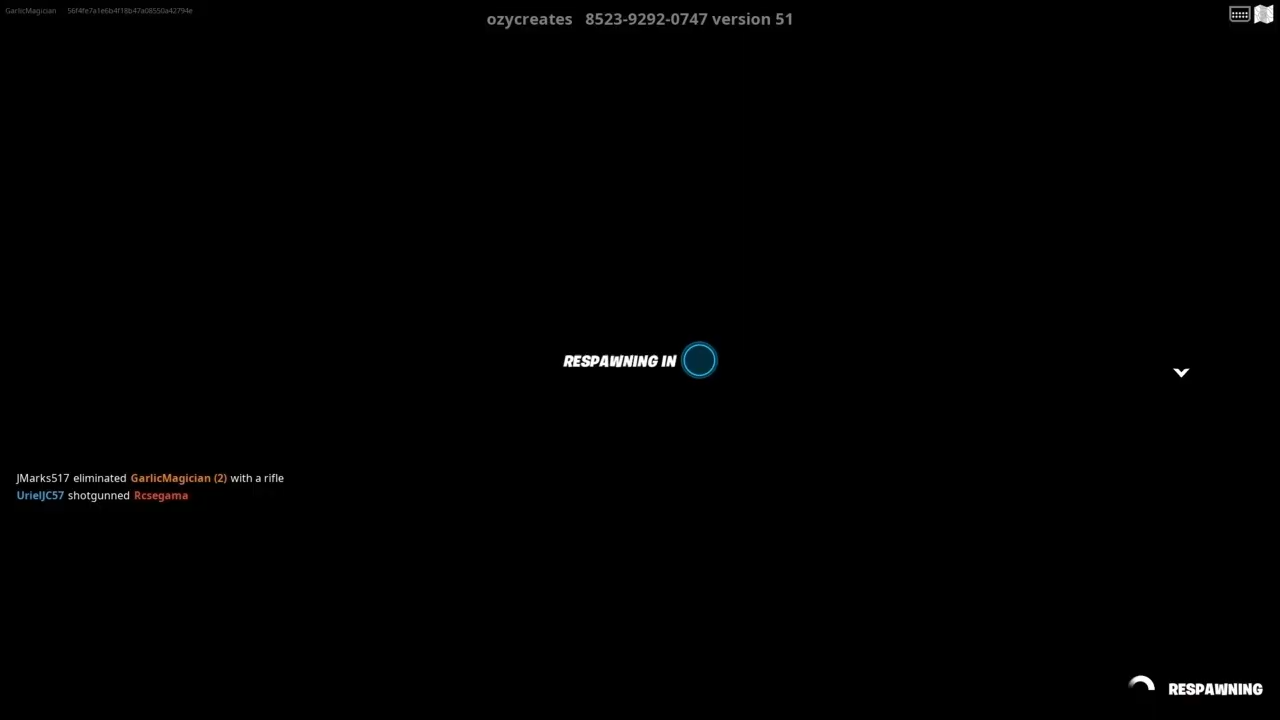 GarlicMagician
ozycreates 8523-9292-0747 version 51
RESPAWNING IN
JMarks517 eliminated GarlicMagician (2) with a rifle
UrielJC57 shotgunned Rcsegama
RESPAWNING